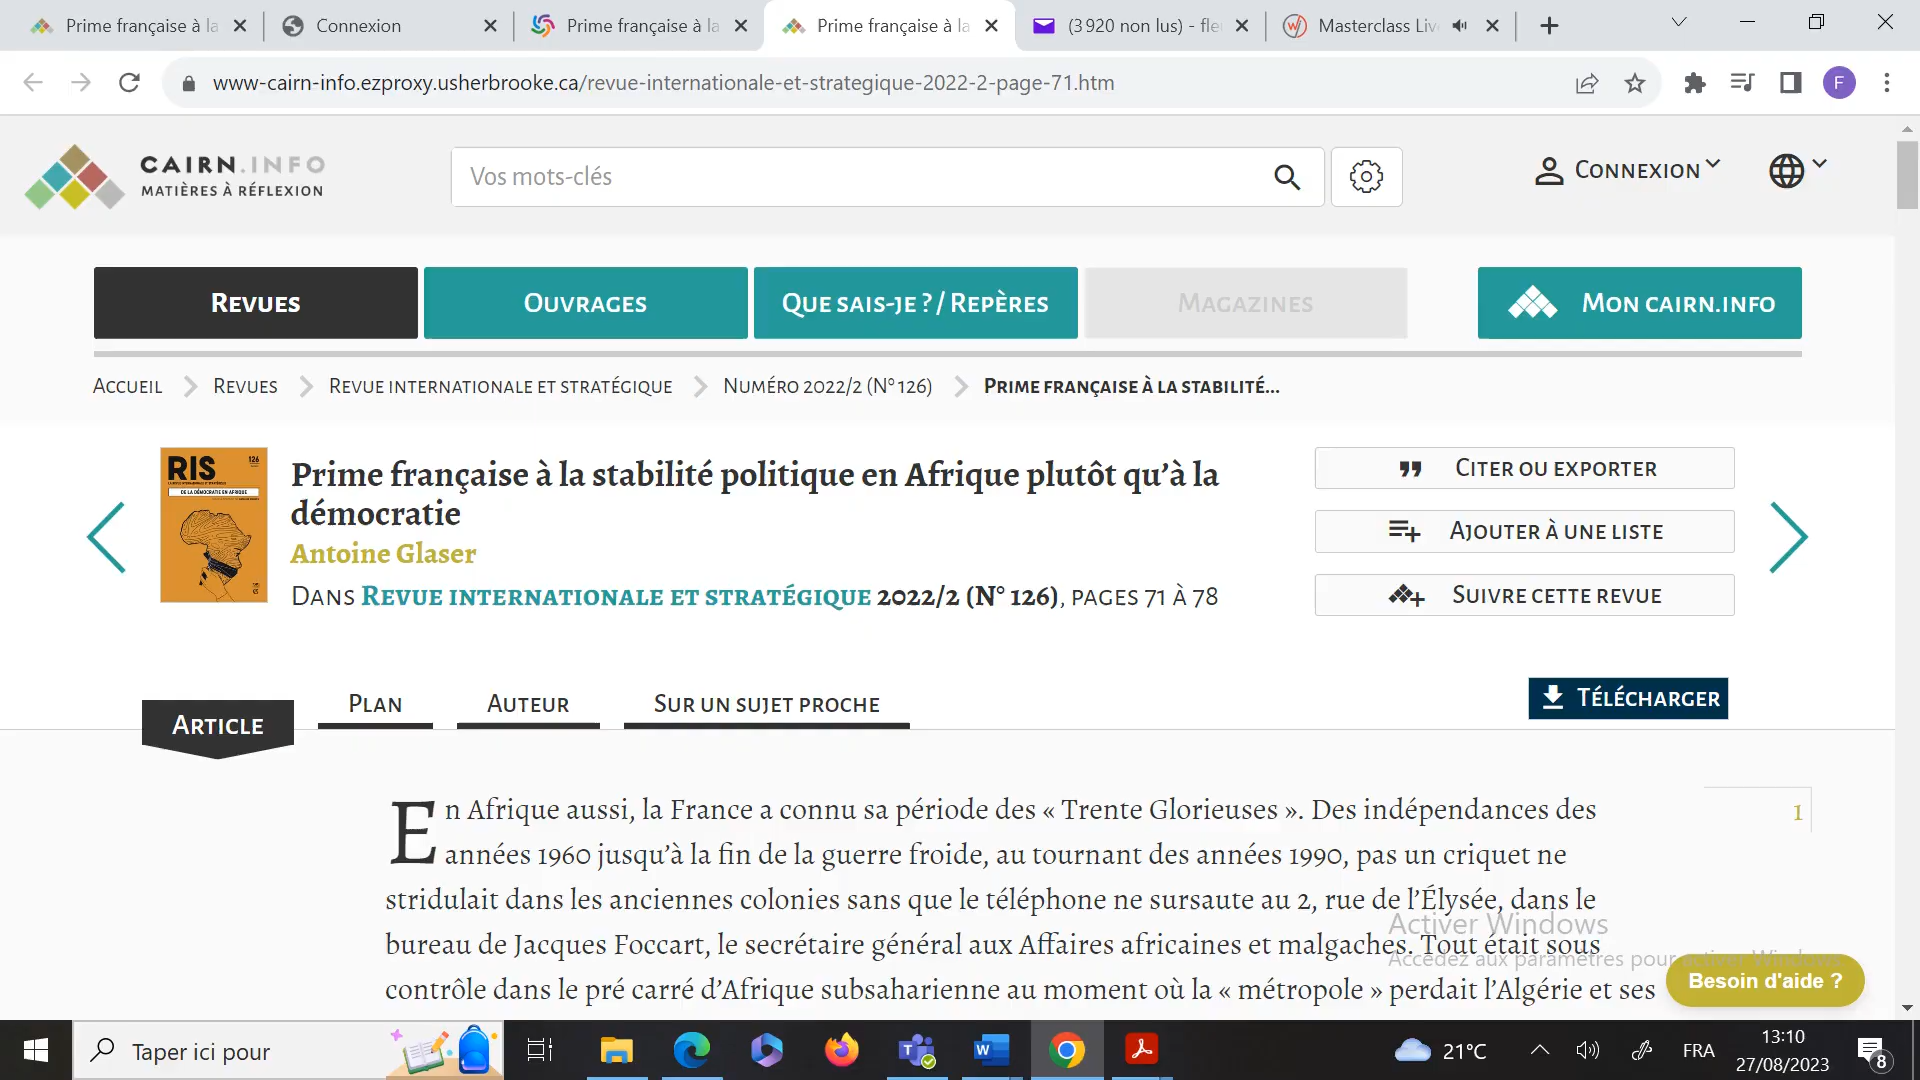 Prime française à la
Connexion
Prime française à la
Prime française à la
(3 920 non lus) - fle
Masterclass Liv
www-cairn-info.ezproxy.usherbrooke.ca/revue-internationale-et-strategique-2022-2-page-71.htm
F
CAIRN.INFO
MATIÈRES À RÉFLEXION
Vos mots-clés
Connexion
Revues
Ouvrages
Que sais-je ? / Repères
Magazines
Mon cairn.info
Accueil
Revues
Revue internationale et stratégique
Numéro 2022/2 (N° 126)
Prime française à la stabilité...
RIS
126
DE LA DÉMOCRATIE EN AFRIQUE
Prime française à la stabilité politique en Afrique plutôt qu’à la
démocratie
Antoine Glaser
Dans Revue internationale et stratégique 2022/2 (N° 126), pages 71 à 78
Citer ou exporter
Ajouter à une liste
Suivre cette revue
Article
Plan
Auteur
Sur un sujet proche
Télécharger
En Afrique aussi, la France a connu sa période des « Trente Glorieuses ». Des indépendances des
1
années 1960 jusqu’à la fin de la guerre froide, au tournant des années 1990, pas un criquet ne
stridulait dans les anciennes colonies sans que le téléphone ne sursaute au 2, rue de l’Élysée, dans le
bureau de Jacques Foccart, le secrétaire général aux Affaires africaines et malgaches. Tout était sous
contrôle dans le pré carré d’Afrique subsaharienne au moment où la « métropole » perdait l’Algérie et ses
Activer Windows
Accédez aux paramètres pour
Besoin d'aide ?
Taper ici pour
21°C
FRA
13:10
27/08/2023
8